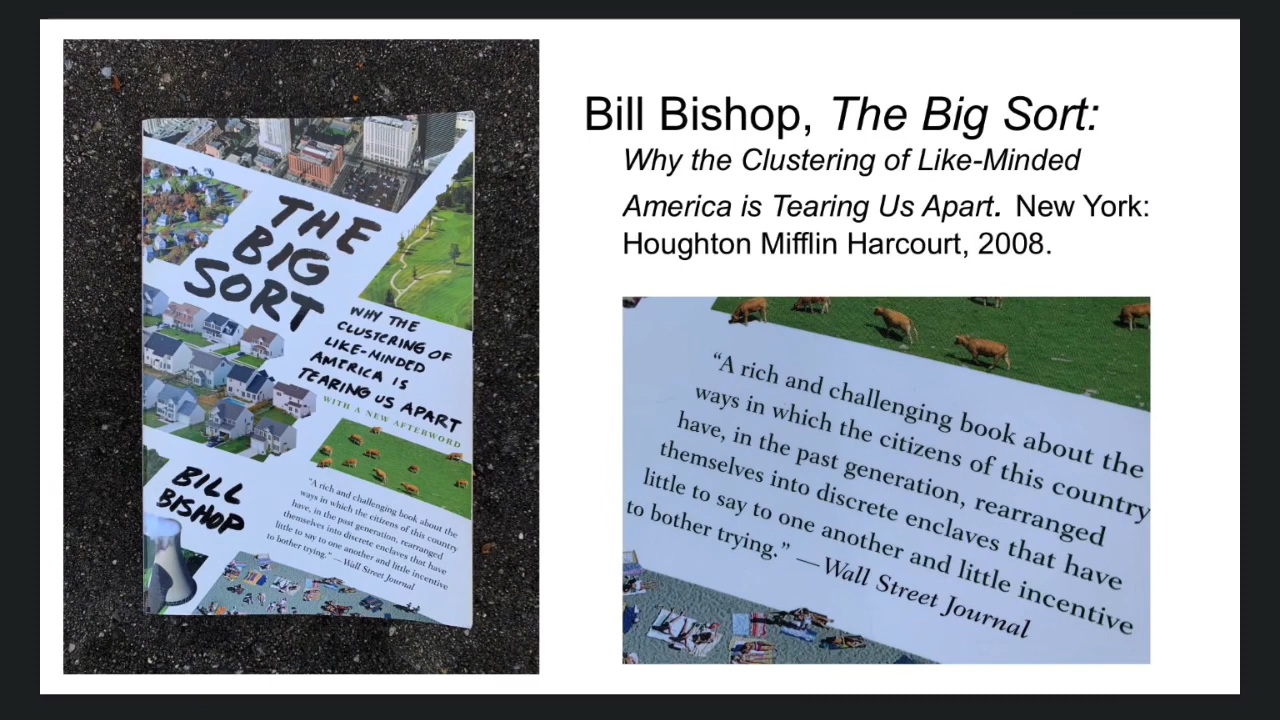 THE
BIG
SORT
WHY THE
CLUSTERING OF
LIKE-MINDED
AMERICA IS
TEARING US APART
WITH A NEW AFTERWORD
BILL
BISHOP
“A rich and challenging book about the
ways in which the citizens of this country
have, in the past generation, rearranged
themselves into discrete enclaves that have
little to say to one another and little incentive
to bother trying.” —Wall Street Journal
Bill Bishop, The Big Sort:
Why the Clustering of Like-Minded
America is Tearing Us Apart. New York:
Houghton Mifflin Harcourt, 2008.
“A rich and challenging book about the
ways in which the citizens of this country
have, in the past generation, rearranged
themselves into discrete enclaves that have
little to say to one another and little incentive
to bother trying.” —Wall Street Journal